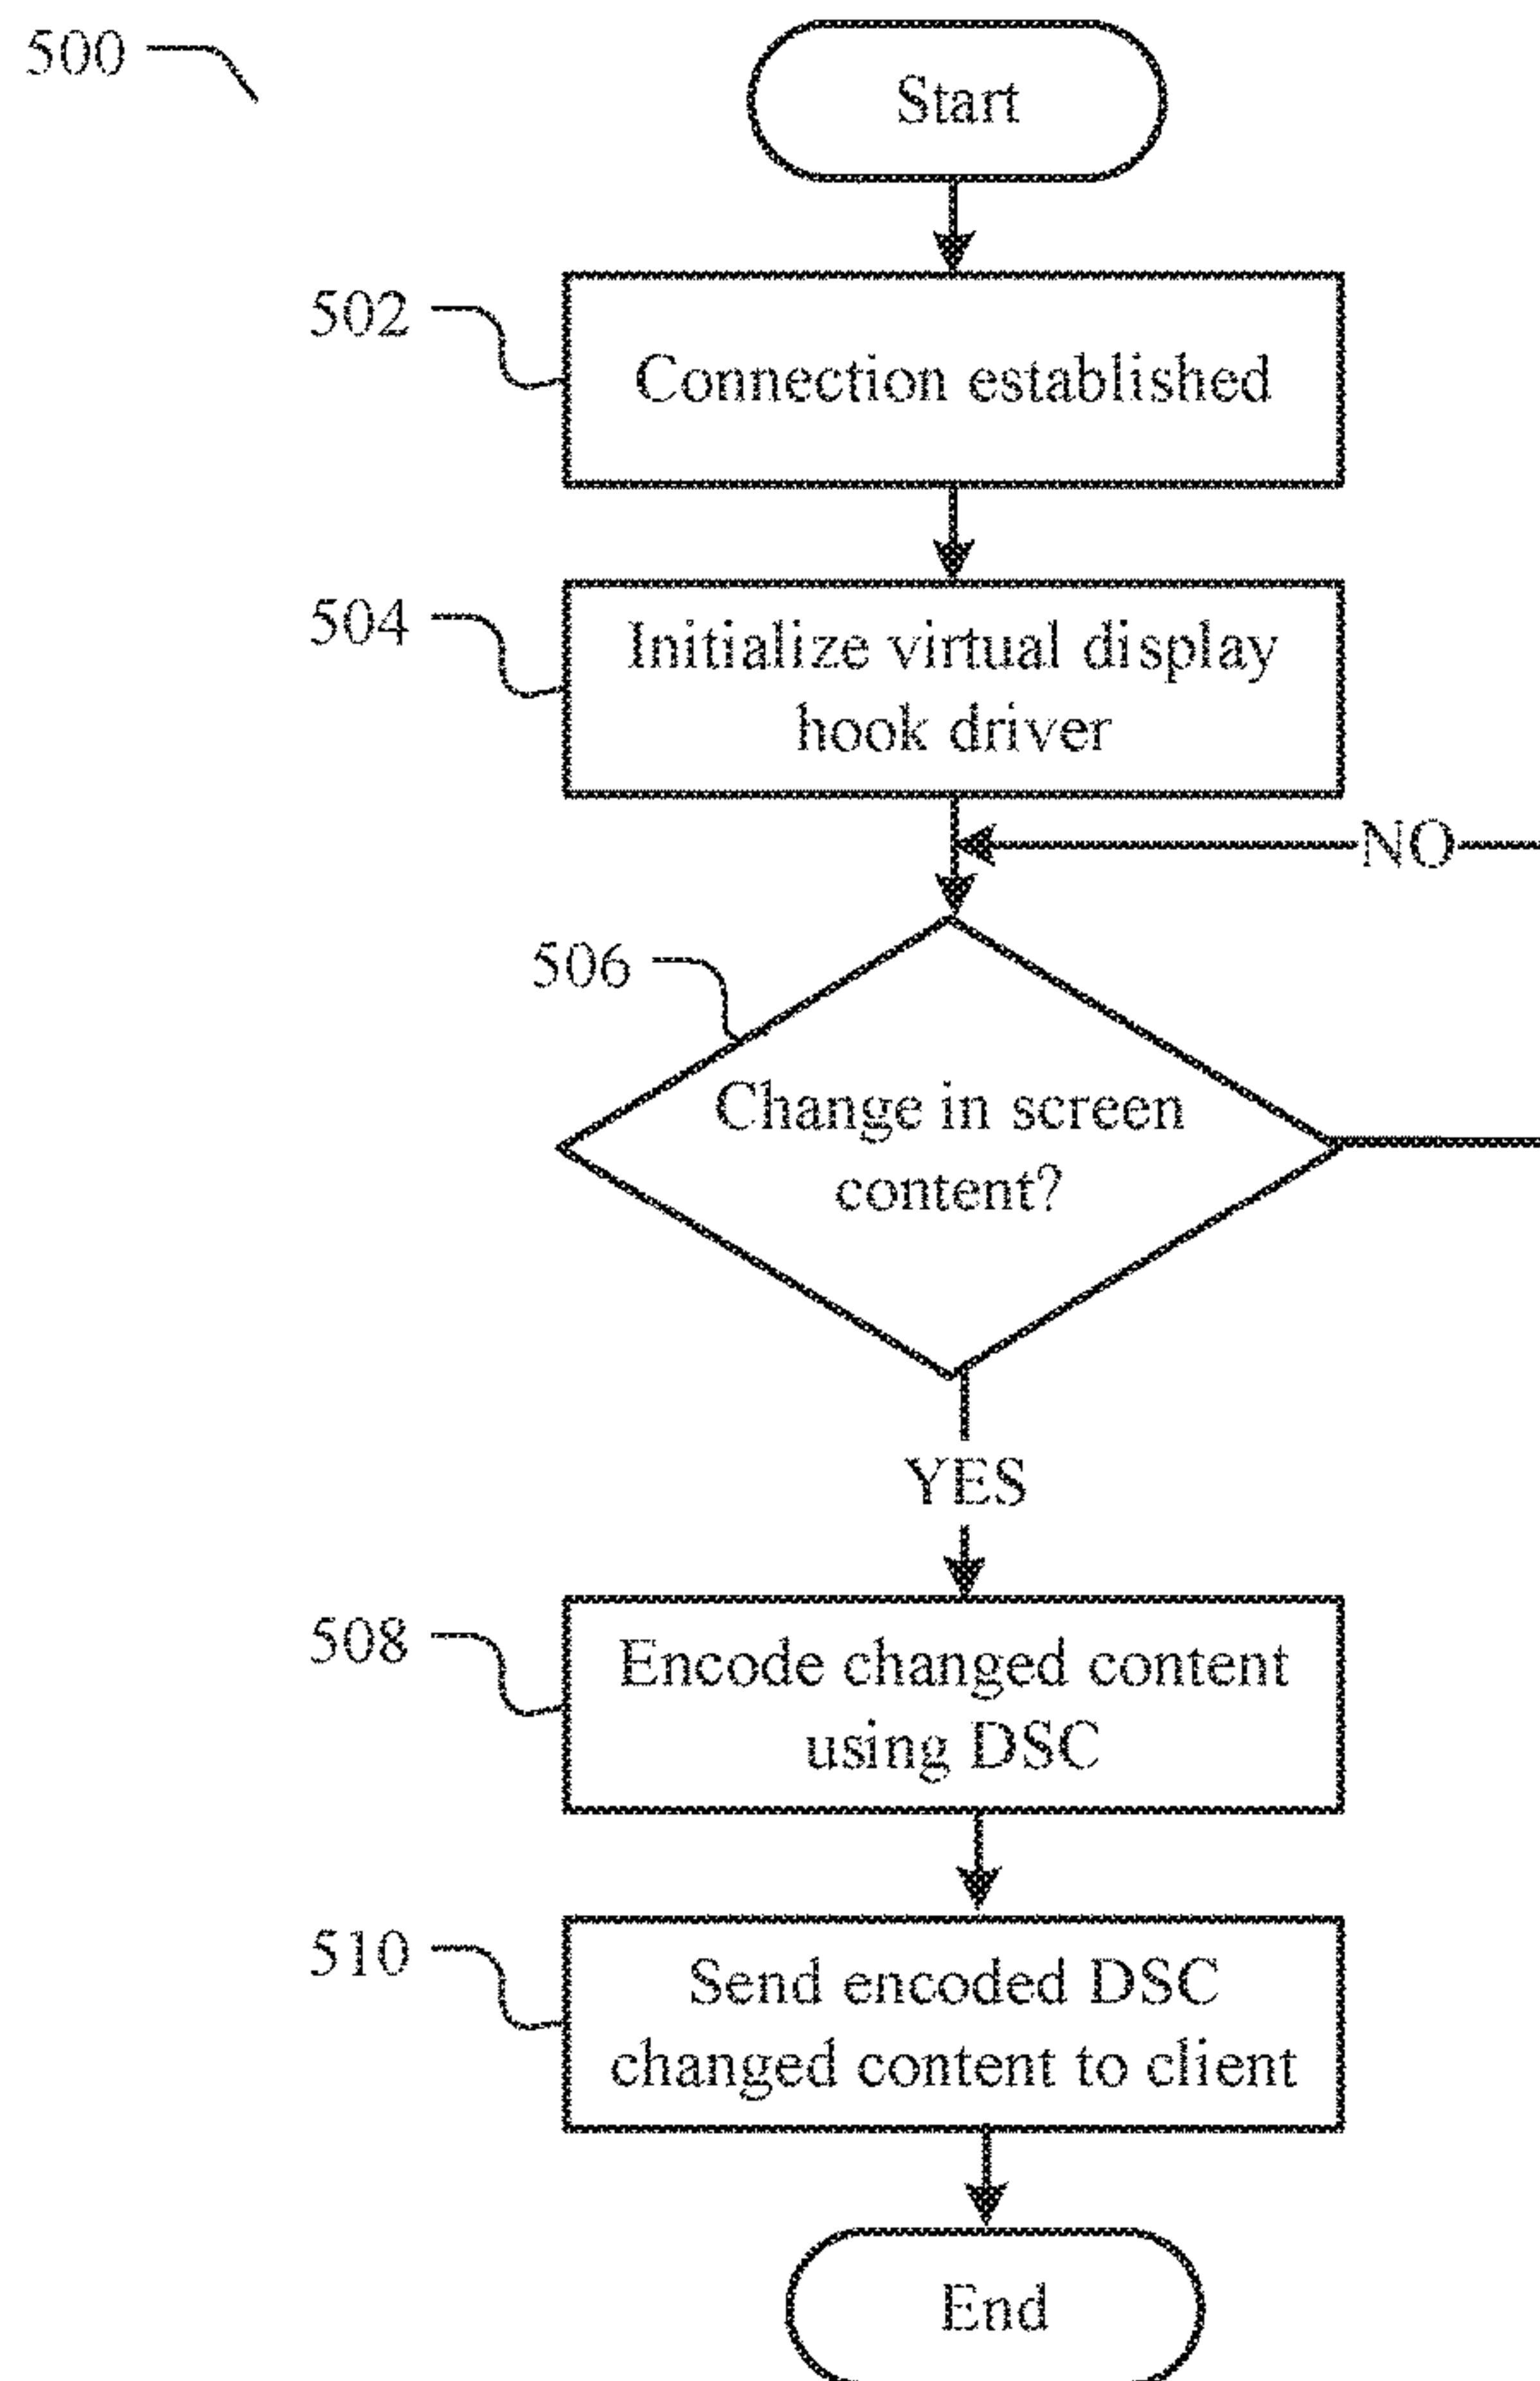 500
Start
502
Connection established
504
Initialize virtual display
hook driver
NO
506
Change in screen
content?
YES
508
Encode changed content
using DSC
510
Send encoded DSC
changed content to client
End